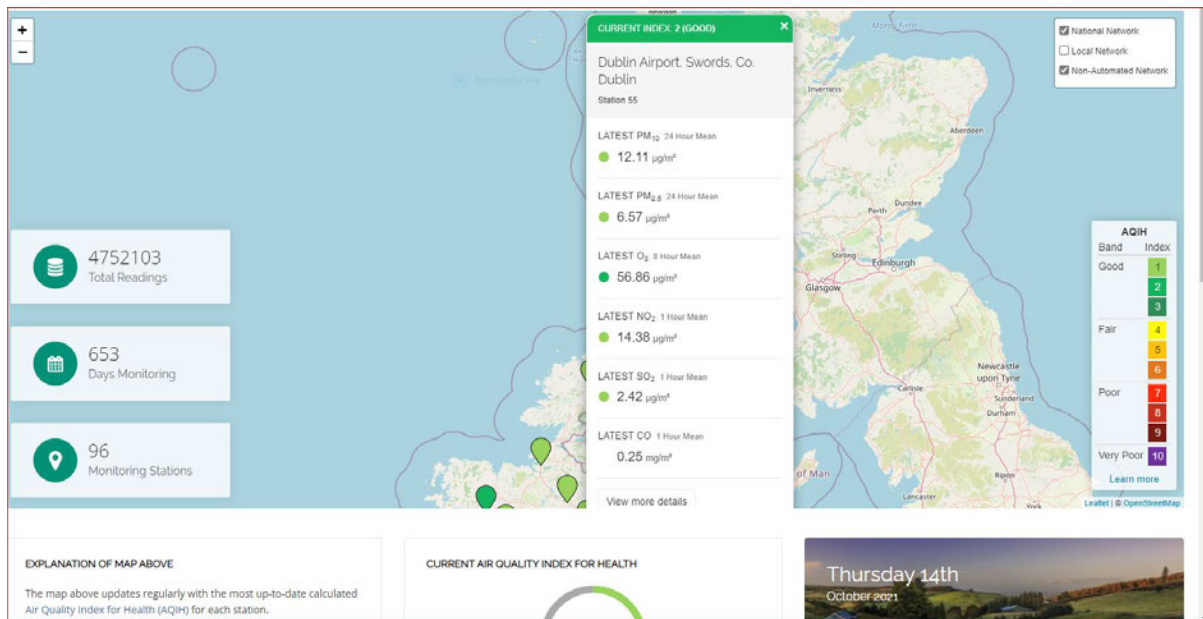 +
−
CURRENT INDEX: 2 (GOOD) ×
Dublin Airport, Swords, Co.
Dublin
Station 55
LATEST PM₁₀ 24 Hour Mean
12.11 µg/m³
LATEST PM₂.₅ 24 Hour Mean
6.57 µg/m³
LATEST O₃ 8 Hour Mean
56.86 µg/m³
LATEST NO₂ 1 Hour Mean
14.38 µg/m³
LATEST SO₂ 1 Hour Mean
2.42 µg/m³
LATEST CO 1 Hour Mean
0.25 mg/m³
View more details
National Network
Local Network
Non-Automated Network
Moray Firth
Inverness
Aberdeen
Dundee
Perth
Stirling
Edinburgh
Glasgow
Newcastle
upon Tyne
Carlisle
Sunderland
Durham
of Man
Ripon
Lancaster
York
4752103
Total Readings
653
Days Monitoring
96
Monitoring Stations
AQIH
Band Index
Good 1
2
3
Fair 4
5
6
Poor 7
8
9
Very Poor 10
Learn more
Leaflet | © OpenStreetMap
EXPLANATION OF MAP ABOVE
The map above updates regularly with the most up-to-date calculated
Air Quality Index for Health (AQIH) for each station.
CURRENT AIR QUALITY INDEX FOR HEALTH
Thursday 14th
October 2021